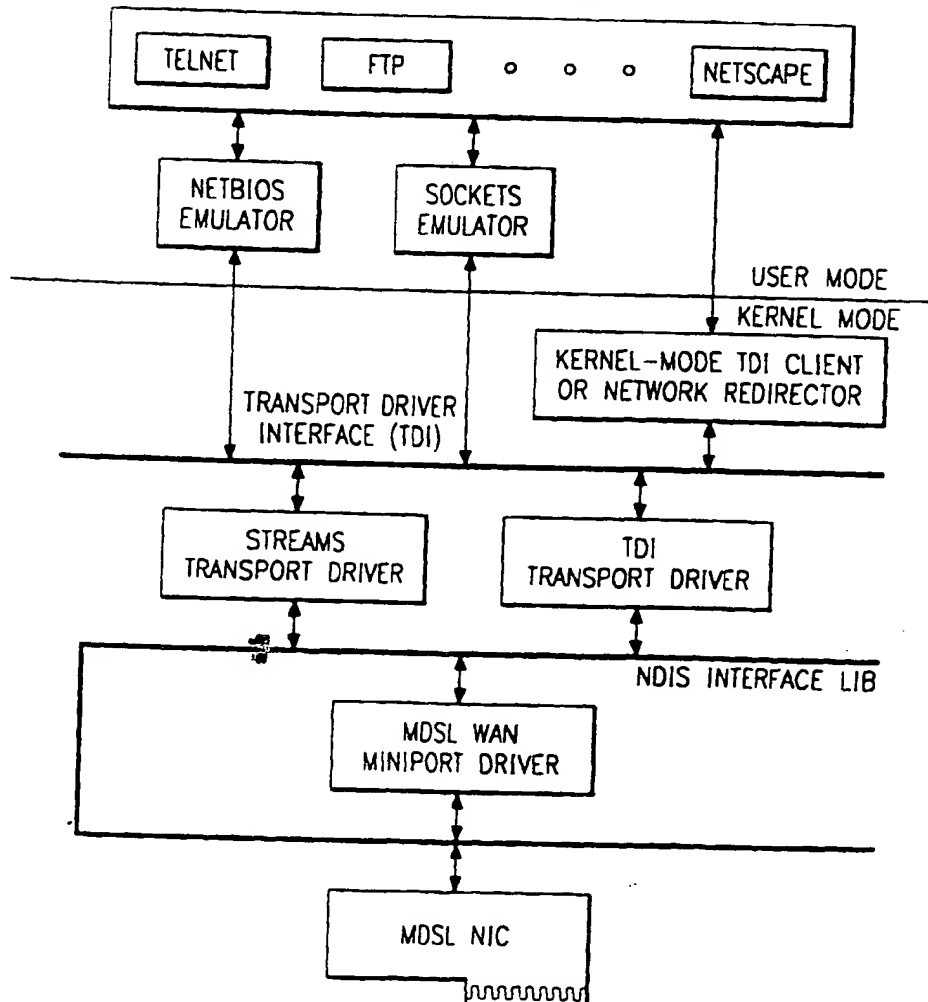 TELNET
FTP
NETSCAPE
NETBIOS
EMULATOR
SOCKETS
EMULATOR
USER MODE
KERNEL MODE
KERNEL-MODE TDI CLIENT
OR NETWORK REDIRECTOR
TRANSPORT DRIVER
INTERFACE (TDI)
STREAMS
TRANSPORT DRIVER
TDI
TRANSPORT DRIVER
NDIS INTERFACE LIB
MDSL WAN
MINIPORT DRIVER
MDSL NIC